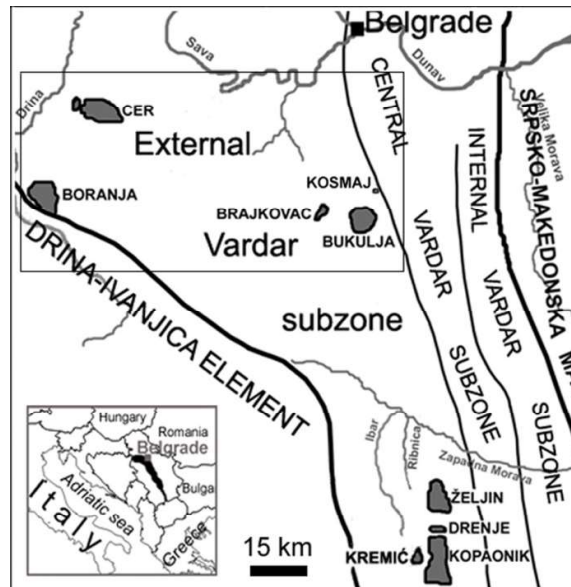 Belgrade
Sava
Dunav
Drina
CER
External
CENTRAL
VARDAR
SUBZONE
INTERNAL
VARDAR
SUBZONE
Velika Morava
SRPSKO-MAKEDONSKA MA
KOSMAJ
BORANJA
BRAJKOVAC
BUKULJA
Vardar
DRINA-IVANJICA ELEMENT
subzone
Ibar
Ribnica
Zapadna Morava
ŽELJIN
DRENJE
KREMIĆ
KOPAONIK
Hungary
Romania
Belgrade
Bulga
Adriatic sea
Italy
Greece
15 km